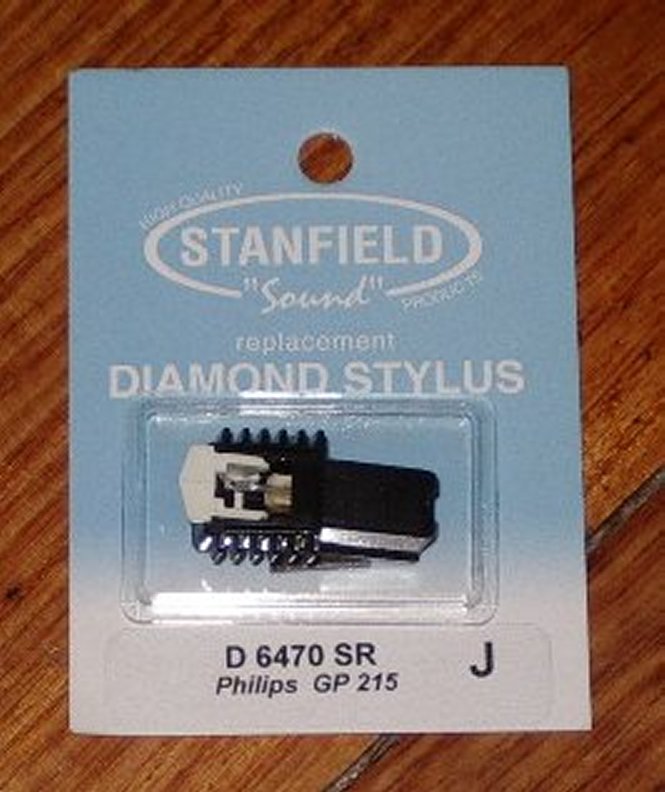 HIGH QUALITY
STANFIELD
"Sound"
PRODUCTS
replacement
DIAMOND STYLUS
D 6470 SR
J
Philips GP 215